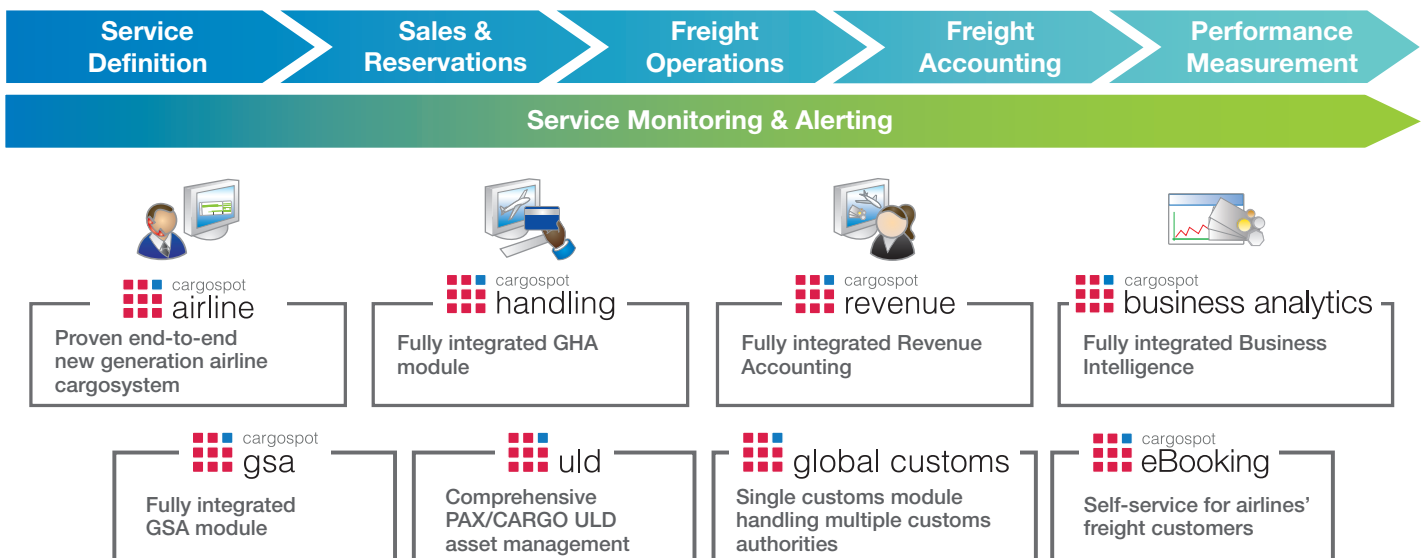 Service
Definition
Sales &
Reservations
Freight
Operations
Freight
Accounting
Performance
Measurement
Service Monitoring & Alerting
cargospot
airline
Proven end-to-end
new generation airline
cargosystem
cargospot
handling
Fully integrated GHA
module
cargospot
revenue
Fully integrated Revenue
Accounting
cargospot
business analytics
Fully integrated Business
Intelligence
cargospot
gsa
Fully integrated
GSA module
uld
Comprehensive
PAX/CARGO ULD
asset management
global customs
Single customs module
handling multiple customs
authorities
cargospot
eBooking
Self-service for airlines’
freight customers